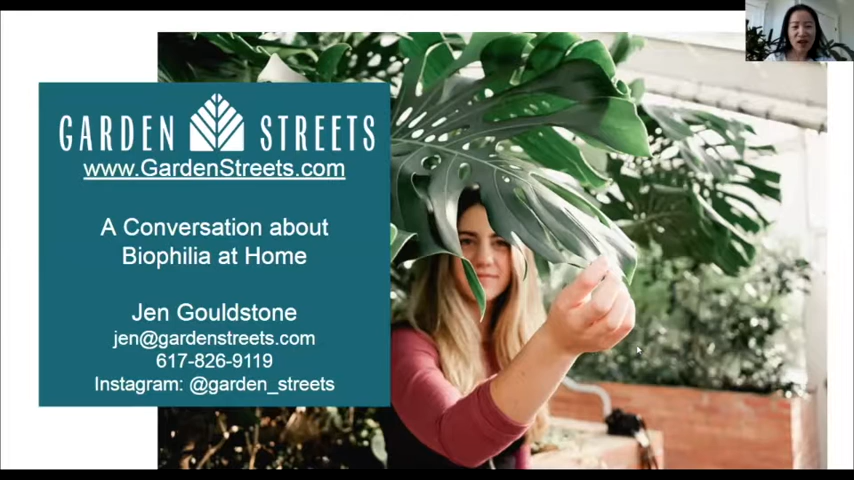 GARDEN STREETS
www.GardenStreets.com
A Conversation about
Biophilia at Home
Jen Gouldstone
jen@gardenstreets.com
617-826-9119
Instagram: @garden_streets